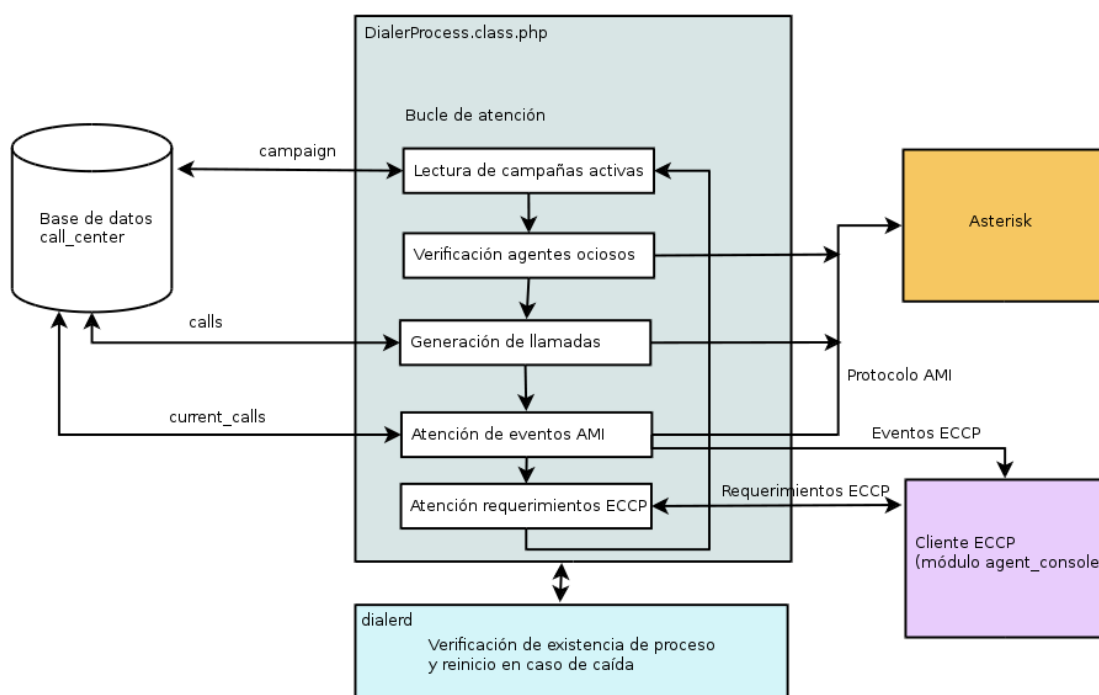 DialerProcess.class.php
Bucle de atención
campaign
Lectura de campañas activas
Base de datos
call_center
Asterisk
Verificación agentes ociosos
calls
Generación de llamadas
Protocolo AMI
current_calls
Atención de eventos AMI
Eventos ECCP
Requerimientos ECCP
Atención requerimientos ECCP
Cliente ECCP
(módulo agent_console
dialerd
Verificación de existencia de proceso
y reinicio en caso de caída